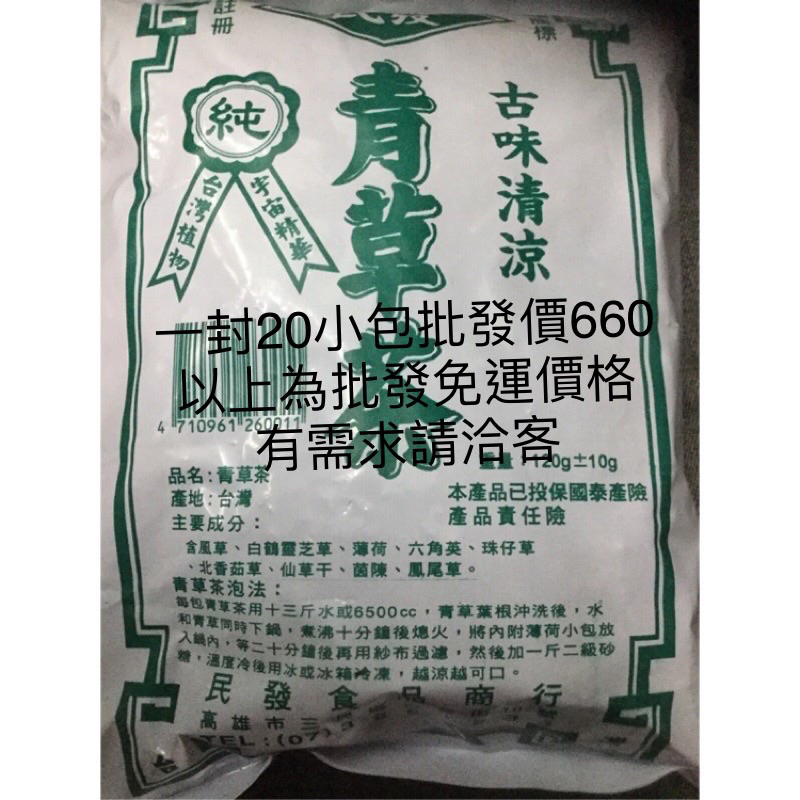 註冊
民發
商標
純
台灣植物
宇宙精華
青草茶
古味清涼
一封20小包批發價660
以上為批發免運價格
有需求請洽客
4 710961 260011
重量：120g±10g
品名：青草茶
產地：台灣
主要成分：
本產品已投保國泰產險
產品責任險
含風草、白鶴靈芝草、薄荷、六角英、珠仔草
、北香茹草、仙草干、茵陳、鳳尾草。
青草茶泡法：
每包青草茶用十三斤水或6500cc，青草葉根沖洗後，水
和青草同時下鍋，煮沸十分鐘後熄火，將內附薄荷小包放
入鍋內，等二十分鐘後再用紗布過濾，然後加一斤二級砂
糖，溫度冷後用冰或冰箱冷凍，越涼越可口。
民發食品商行
高雄市三
TEL：(07)3